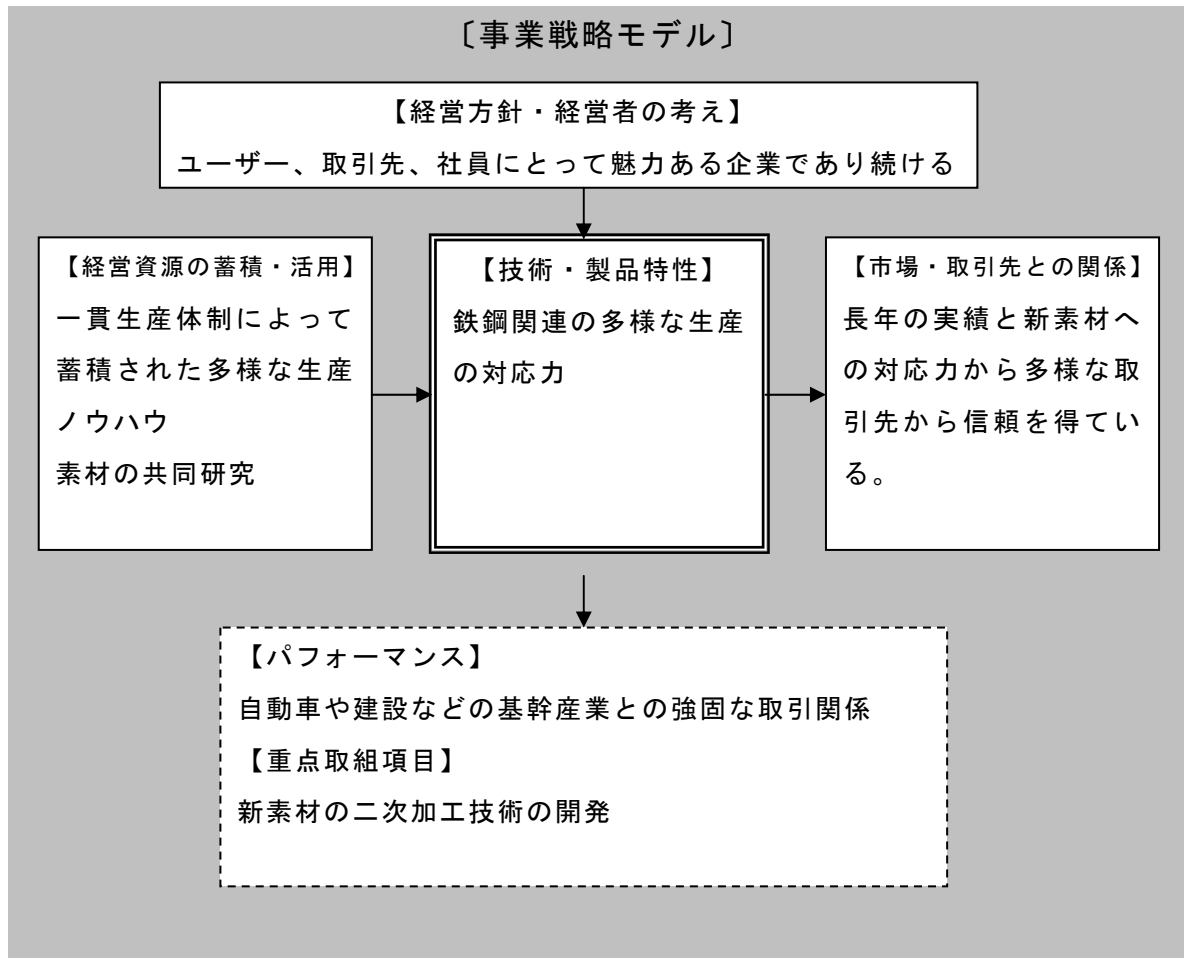 〔事業戦略モデル〕
【経営方針・経営者の考え】
ユーザー、取引先、社員にとって魅力ある企業であり続ける
【経営資源の蓄積・活用】
一貫生産体制によって
蓄積された多様な生産
ノウハウ
素材の共同研究
【技術・製品特性】
鉄鋼関連の多様な生産
の対応力
【市場・取引先との関係】
長年の実績と新素材へ
の対応力から多様な取
引先から信頼を得てい
る。
【パフォーマンス】
自動車や建設などの基幹産業との強固な取引関係
【重点取組項目】
新素材の二次加工技術の開発